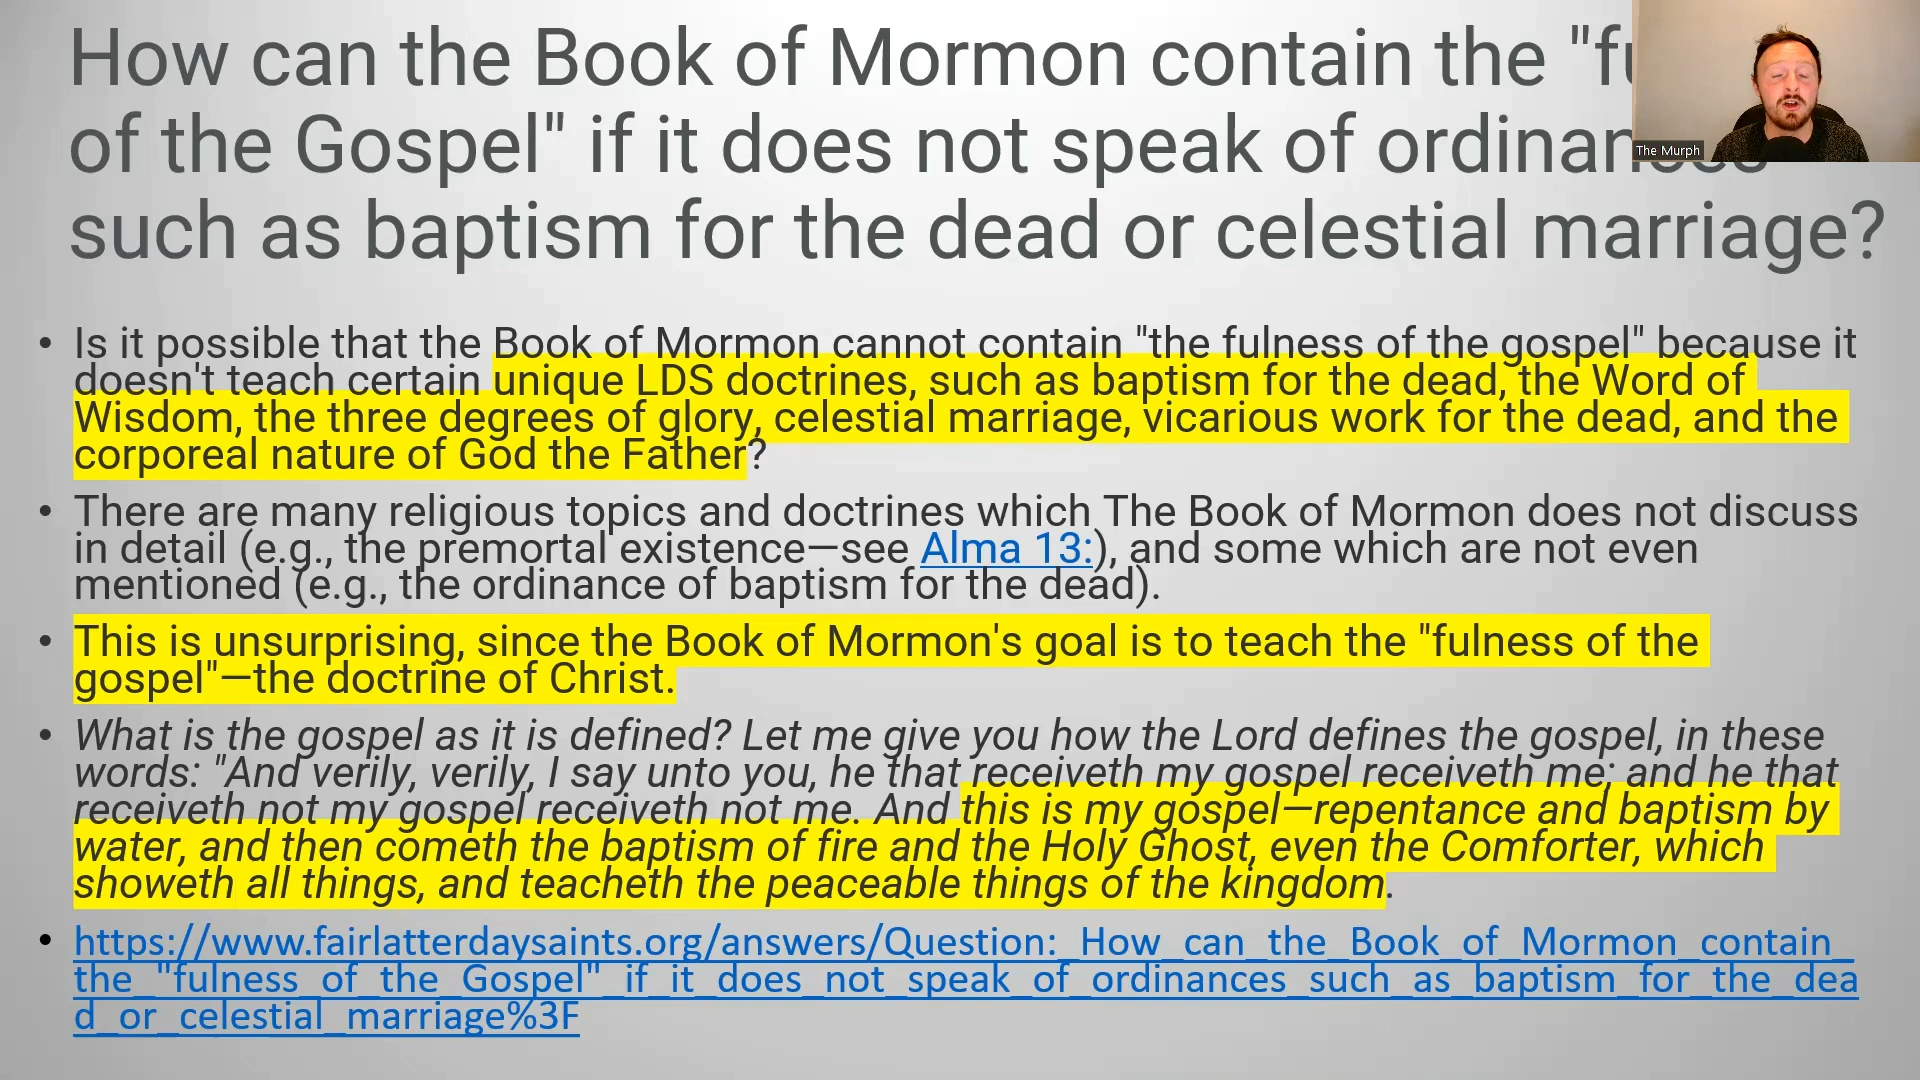 How can the Book of Mormon contain the "fu
of the Gospel" if it does not speak of ordinances
such as baptism for the dead or celestial marriage?
The Murph
• Is it possible that the Book of Mormon cannot contain "the fulness of the gospel" because it
doesn't teach certain unique LDS doctrines, such as baptism for the dead, the Word of
Wisdom, the three degrees of glory, celestial marriage, vicarious work for the dead, and the
corporeal nature of God the Father?
• There are many religious topics and doctrines which The Book of Mormon does not discuss
in detail (e.g., the premortal existence—see Alma 13:), and some which are not even
mentioned (e.g., the ordinance of baptism for the dead).
• This is unsurprising, since the Book of Mormon's goal is to teach the "fulness of the
gospel"—the doctrine of Christ.
• What is the gospel as it is defined? Let me give you how the Lord defines the gospel, in these
words: "And verily, verily, I say unto you, he that receiveth my gospel receiveth me; and he that
receiveth not my gospel receiveth not me. And this is my gospel—repentance and baptism by
water, and then cometh the baptism of fire and the Holy Ghost, even the Comforter, which
showeth all things, and teacheth the peaceable things of the kingdom.
• https://www.fairlatterdaysaints.org/answers/Question:_How_can_the_Book_of_Mormon_contain_
the_"fulness_of_the_Gospel"_if_it_does_not_speak_of_ordinances_such_as_baptism_for_the_dea
d_or_celestial_marriage%3F